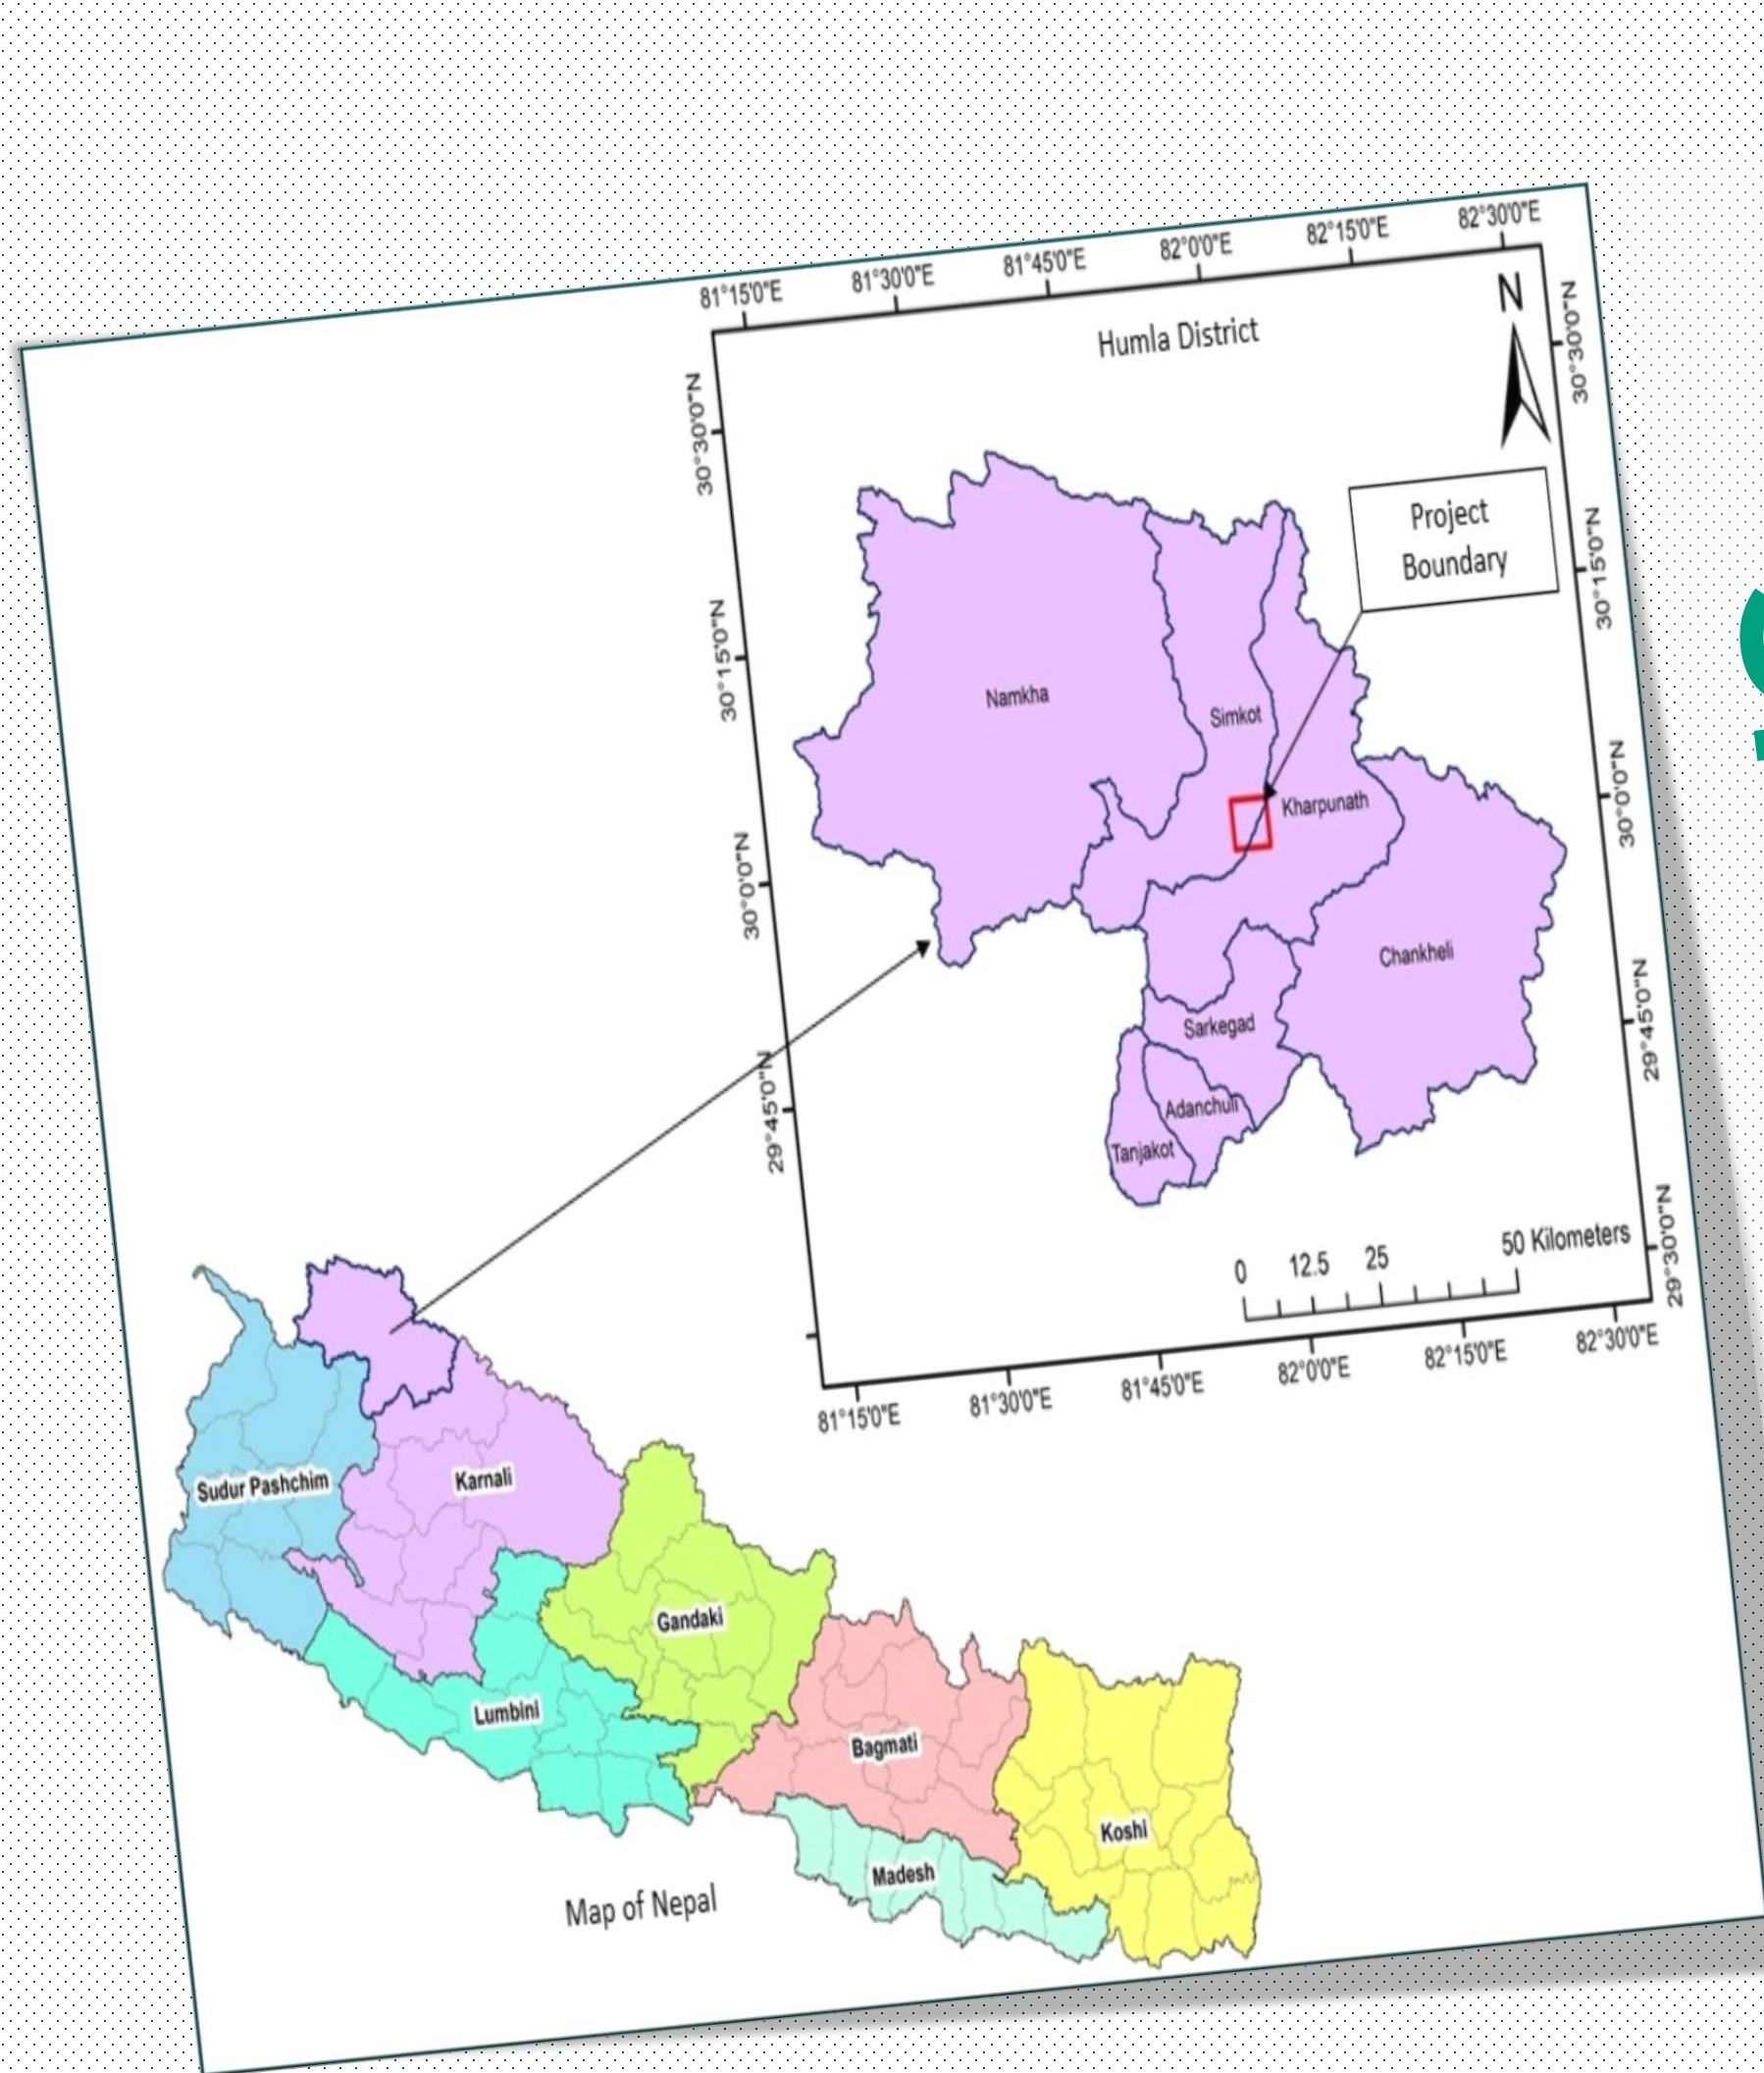 81°15'0"E
81°30'0"E
81°45'0"E
82°0'0"E
82°15'0"E
82°30'0"E
Humla District
N
30°30'0"N
30°30'0"N
Project
Boundary
30°15'0"N
30°15'0"N
Namkha
Simkot
Kharpunath
30°0'0"N
30°0'0"N
Chankheli
Sarkegad
29°45'0"N
29°45'0"N
Adanchuli
Tanjakot
0 12.5 25 50 Kilometers
29°30'0"N
81°15'0"E
81°30'0"E
81°45'0"E
82°0'0"E
82°15'0"E
82°30'0"E
Sudur Pashchim
Karnali
Gandaki
Lumbini
Bagmati
Koshi
Madesh
Map of Nepal